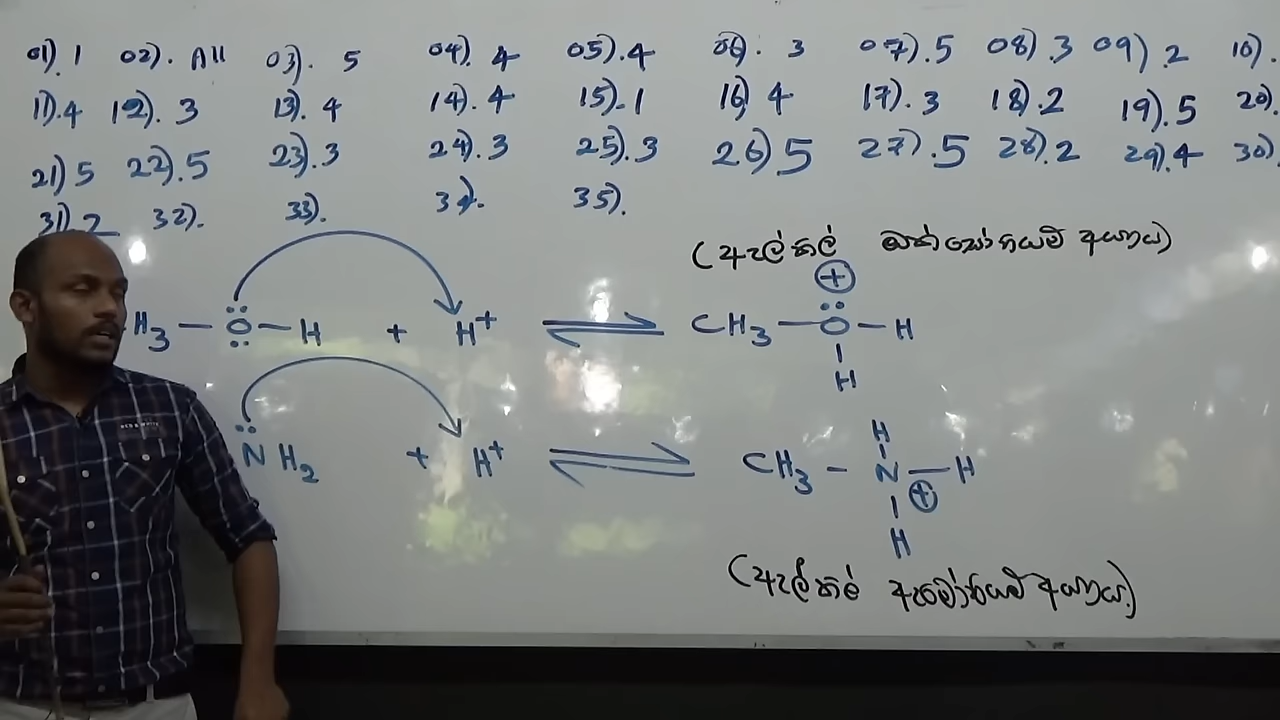 01). 1 02). All 03). 5 04). 4 05). 4 06). 3 07). 5 08). 3 09). 2 10).
11). 4 12). 3 13). 4 14). 4 15). 1 16) 4 17). 3 18). 2 19). 5 20).
21) 5 22). 5 23). 3 24). 3 25). 3 26) 5 27). 5 28). 2 29). 4 30).
31) 2 32). 33). 34). 35).
(ඇල්කිල් ඔක්සෝනියම් අයනය)
⊕
H₃ — Ö — H + H⁺ ⇌ CH₃ — Ö — H
H
H
N̈H₂ + H⁺ ⇌ CH₃ - N — H
⊕
H
(ඇල්කිල් ඇමෝනියම් අයනය)